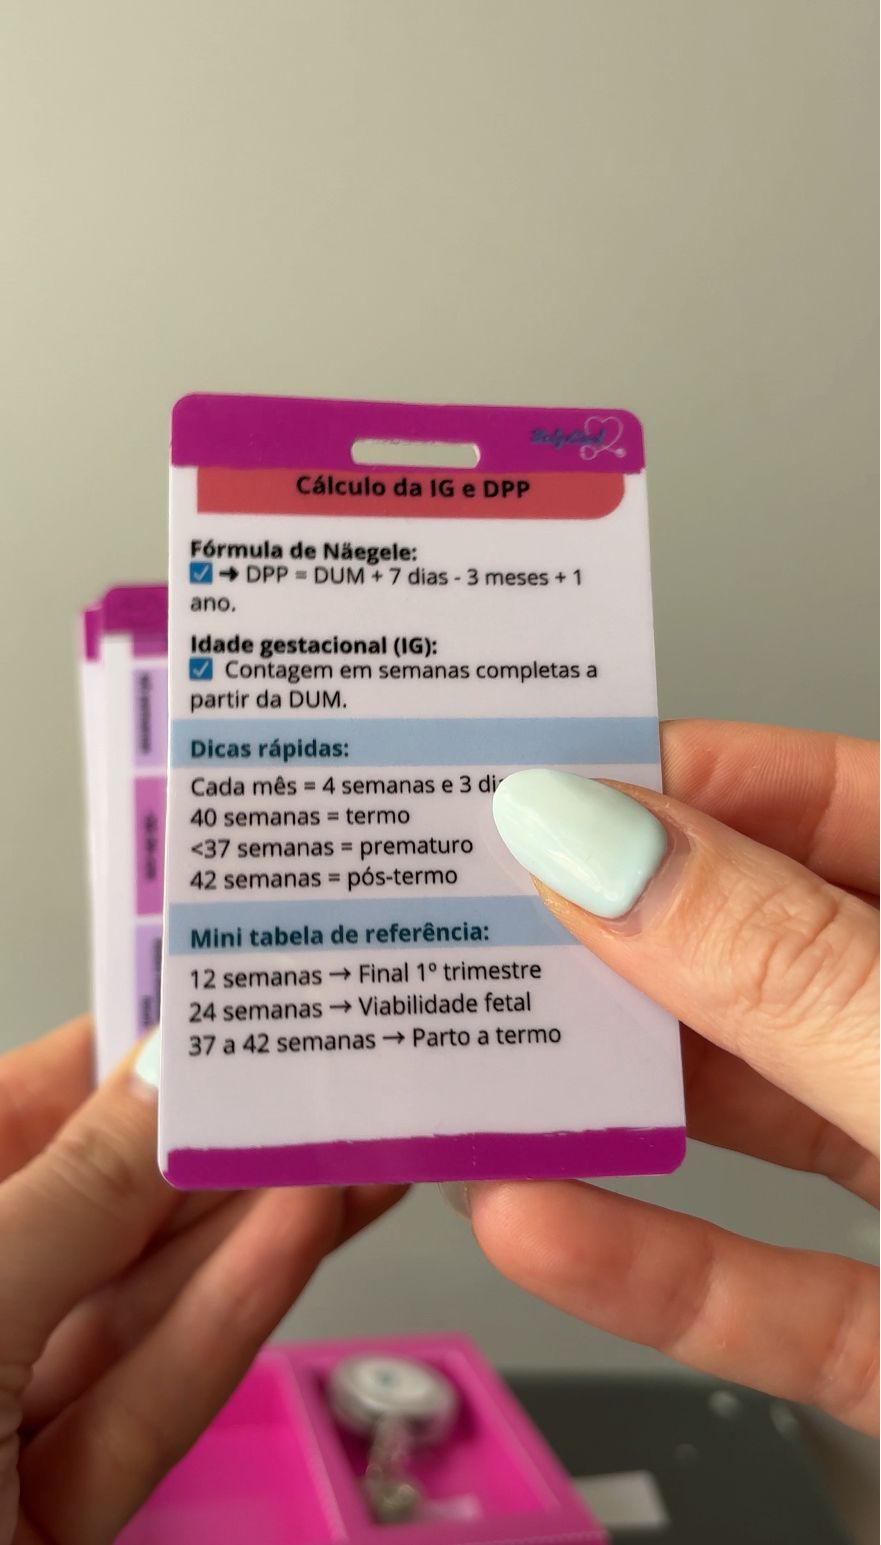 Cálculo da IG e DPP
Fórmula de Näegele:
☑ → DPP = DUM + 7 dias - 3 meses + 1
ano.
Idade gestacional (IG):
☑ Contagem em semanas completas a
partir da DUM.
Dicas rápidas:
Cada mês = 4 semanas e 3
40 semanas = termo
<37 semanas = prematuro
42 semanas = pós-termo
Mini tabela de referência:
12 semanas → Final 1º trimestre
24 semanas → Viabilidade fetal
37 a 42 semanas → Parto a termo